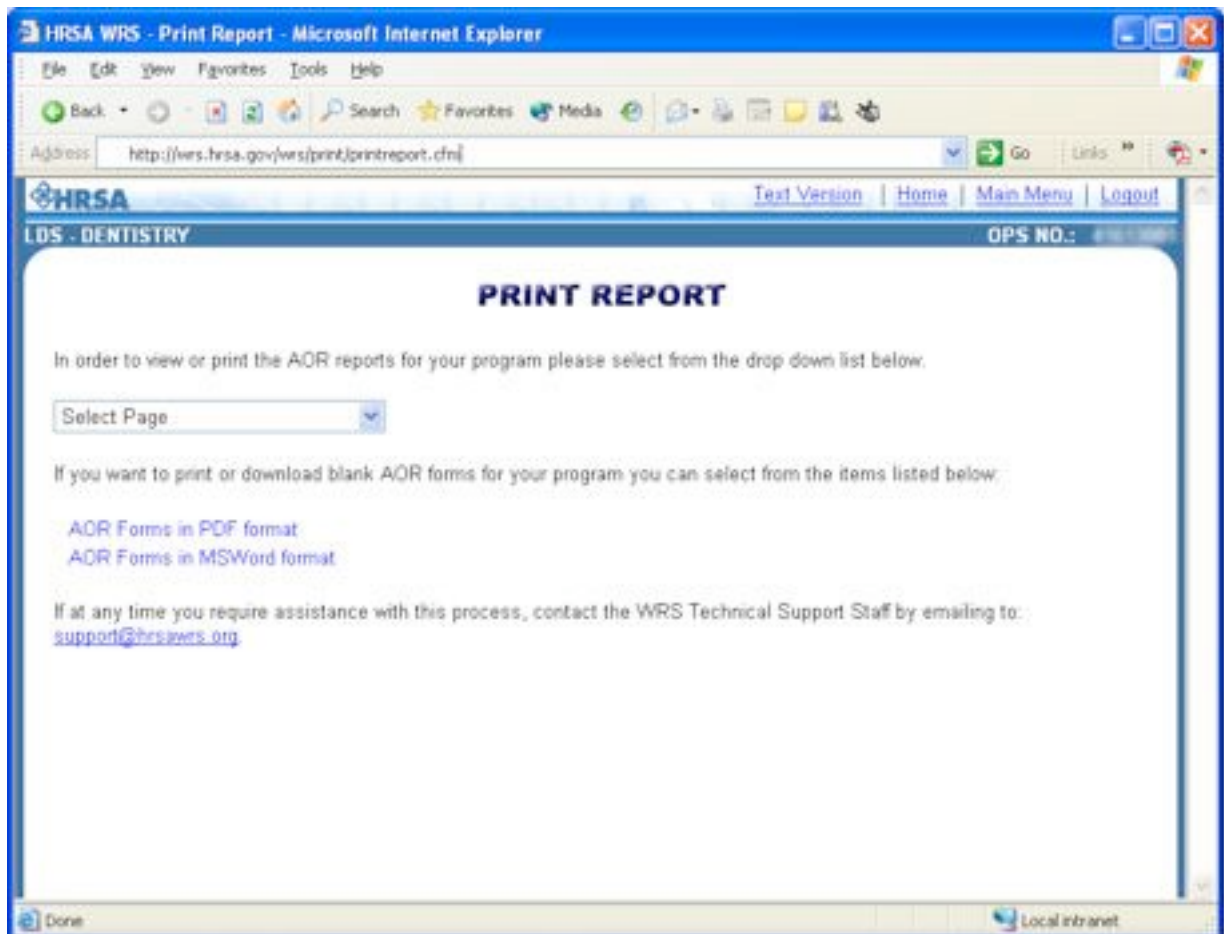 HRSA WRS - Print Report - Microsoft Internet Explorer
File Edit View Favorites Tools Help
Back Search Favorites Media
Address http://wrs.hrsa.gov/wrs/print/printreport.cfm Go Links »
HRSA Text Version | Home | Main Menu | Logout
LDS - DENTISTRY OPS NO.:
PRINT REPORT
In order to view or print the AOR reports for your program please select from the drop down list below.
Select Page
If you want to print or download blank AOR forms for your program you can select from the items listed below:
AOR Forms in PDF format
AOR Forms in MSWord format
If at any time you require assistance with this process, contact the WRS Technical Support Staff by emailing to:
support@hrsawrs.org.
Done Local intranet